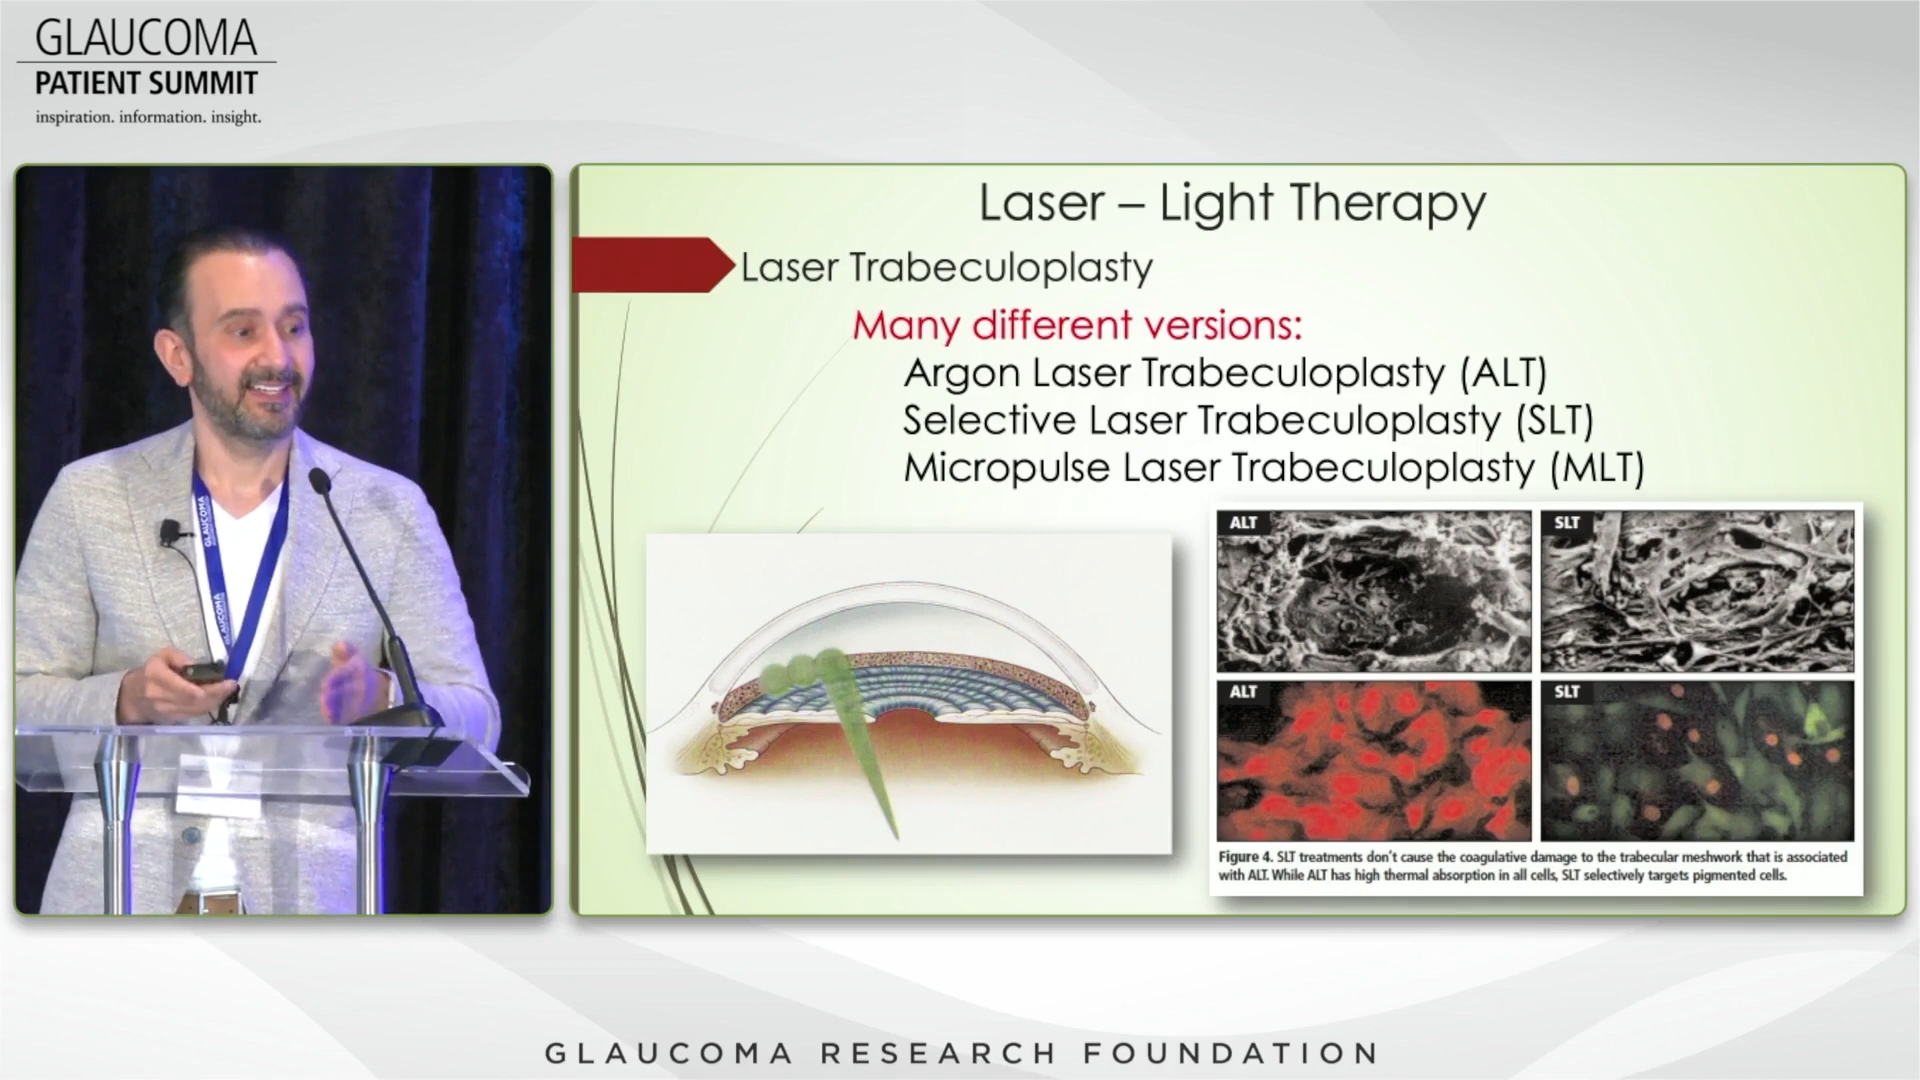 GLAUCOMA
PATIENT SUMMIT
inspiration. information. insight.
GLAUCOMA
GLAUCOMA
Laser – Light Therapy
Laser Trabeculoplasty
Many different versions:
Argon Laser Trabeculoplasty (ALT)
Selective Laser Trabeculoplasty (SLT)
Micropulse Laser Trabeculoplasty (MLT)
ALT
SLT
ALT
SLT
Figure 4. SLT treatments don't cause the coagulative damage to the trabecular meshwork that is associated
with ALT. While ALT has high thermal absorption in all cells, SLT selectively targets pigmented cells.
GLAUCOMA RESEARCH FOUNDATION